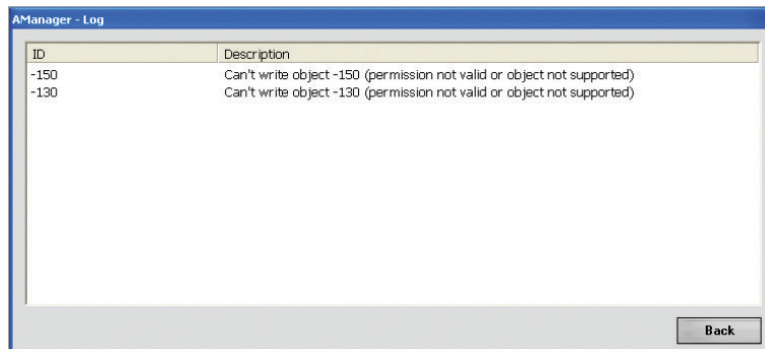 AManager - Log
ID Description
-150 Can't write object -150 (permission not valid or object not supported)
-130 Can't write object -130 (permission not valid or object not supported)
Back